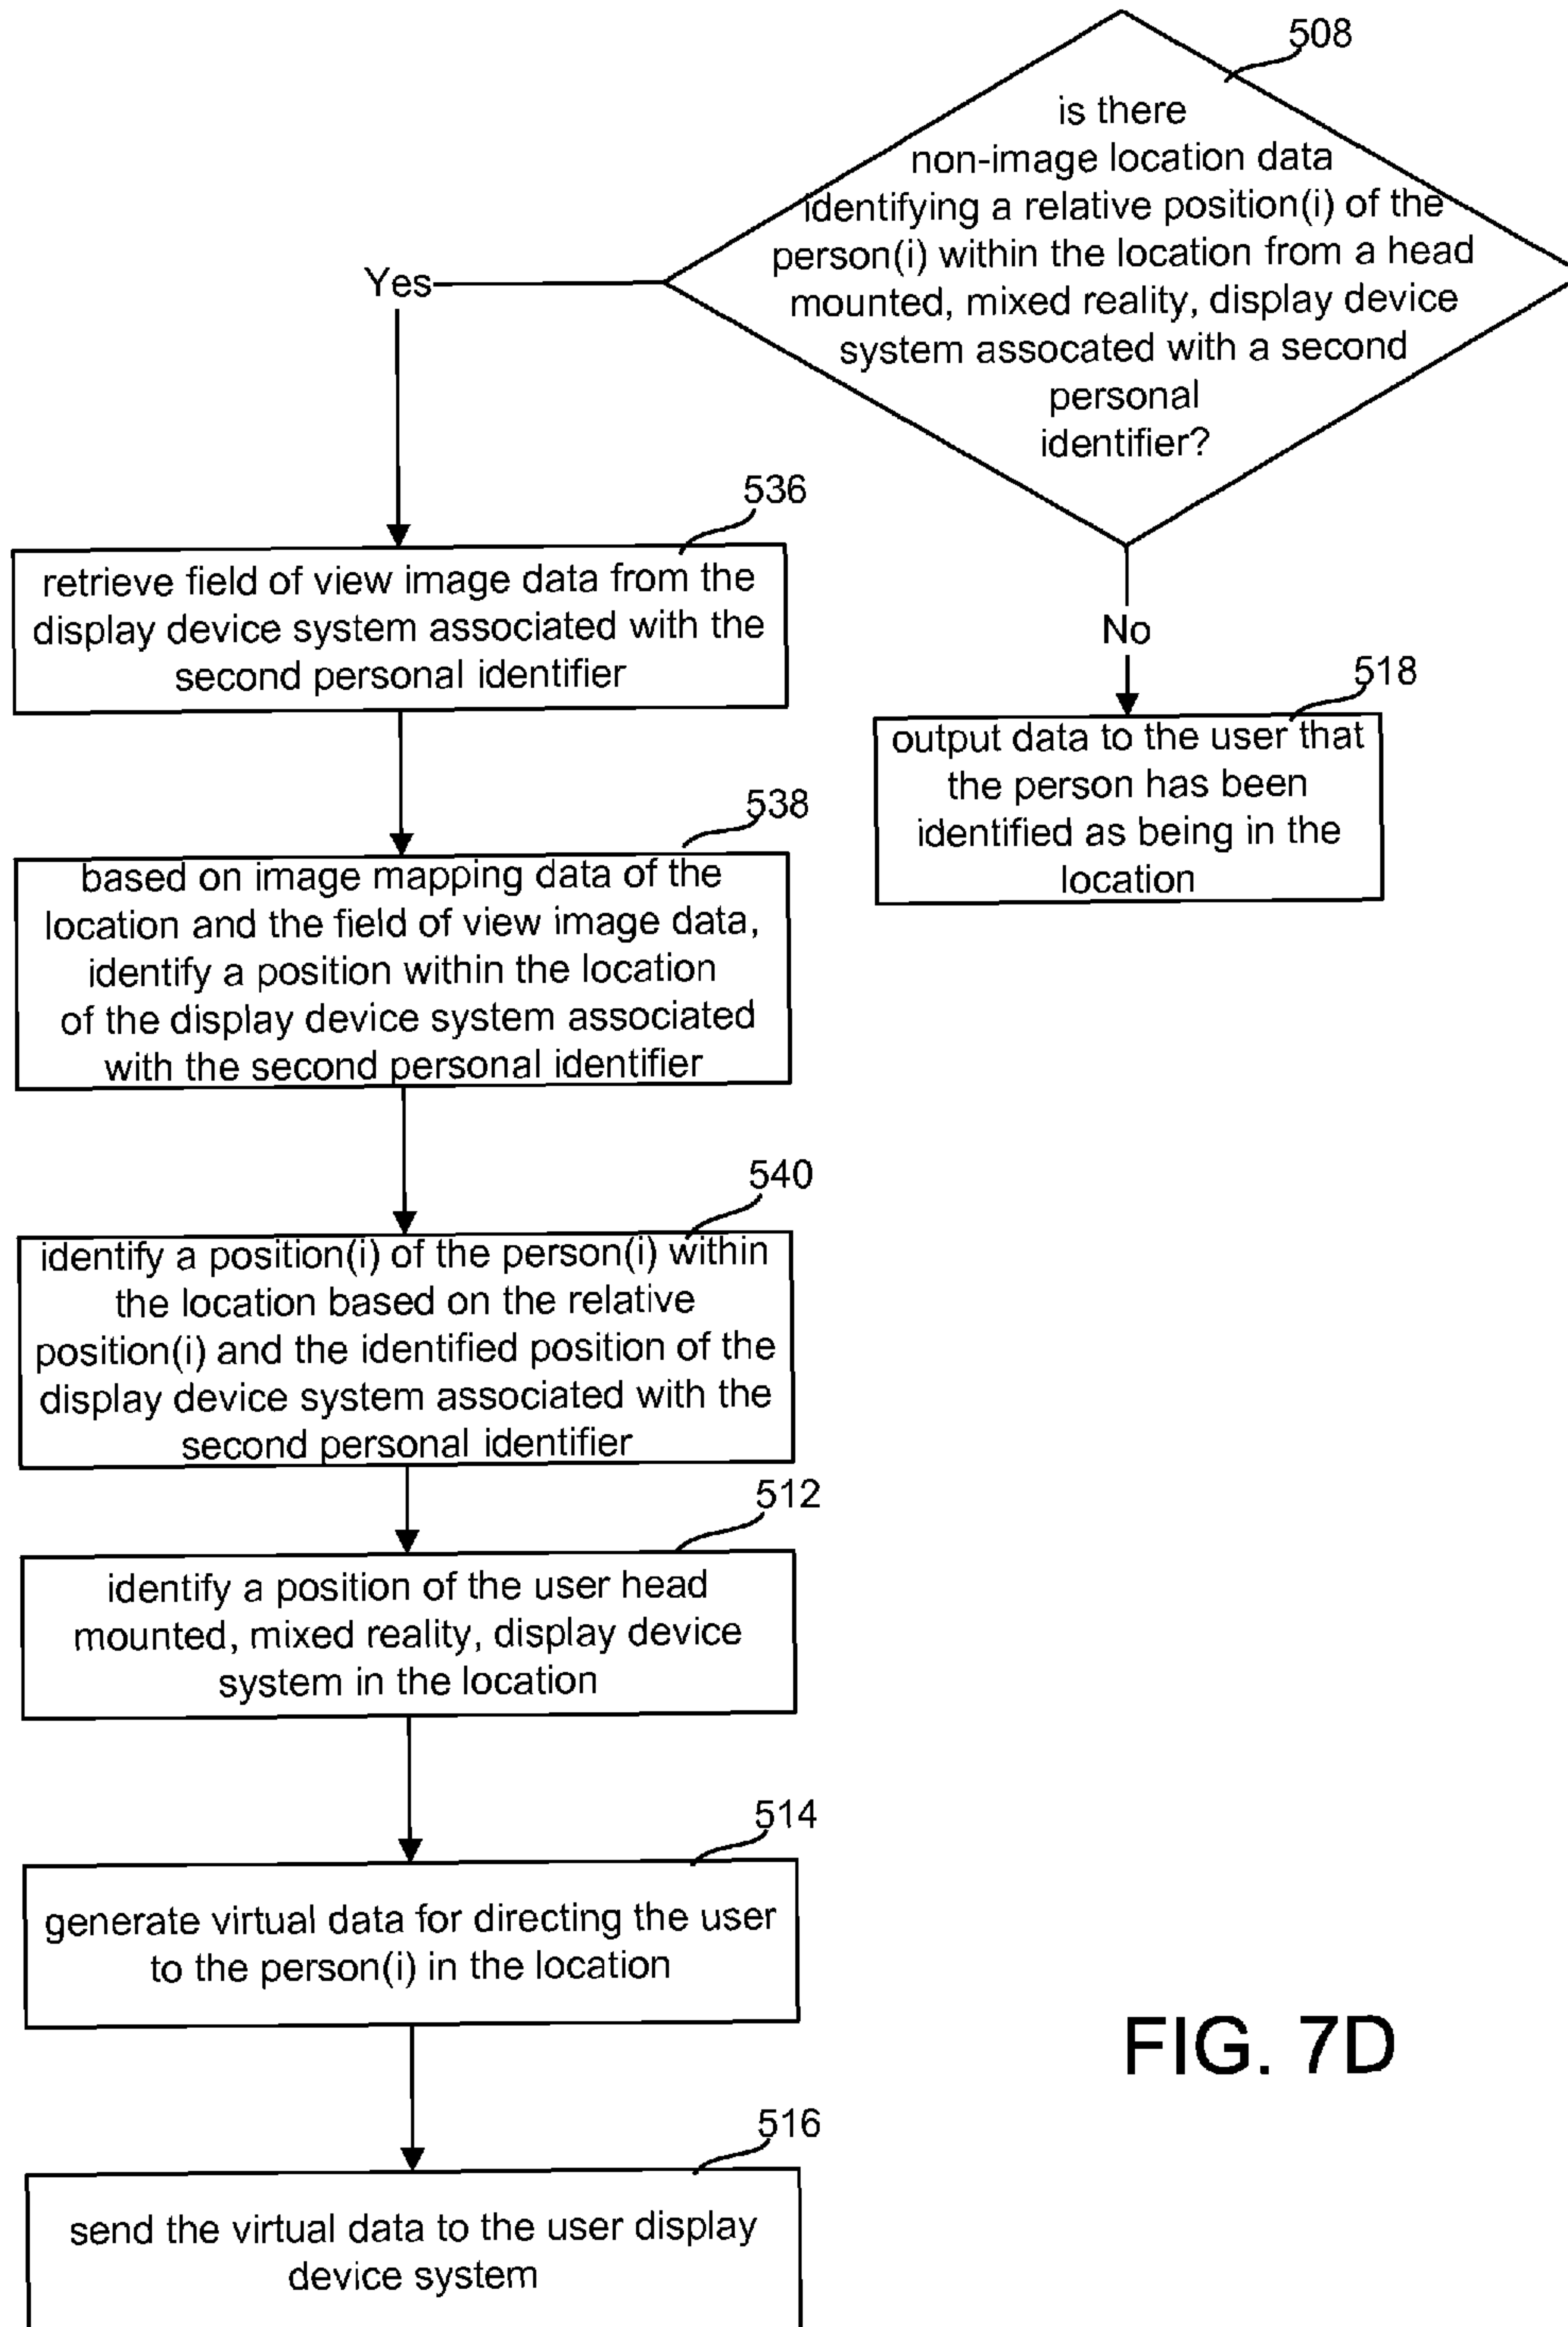 508
is there
non-image location data
identifying a relative position(i) of the
person(i) within the location from a head
mounted, mixed reality, display device
system assocated with a second
personal
identifier?
Yes
536
retrieve field of view image data from the
display device system associated with the
second personal identifier
No
518
output data to the user that
the person has been
identified as being in the
location
538
based on image mapping data of the
location and the field of view image data,
identify a position within the location
of the display device system associated
with the second personal identifier
540
identify a position(i) of the person(i) within
the location based on the relative
position(i) and the identified position of the
display device system associated with the
second personal identifier
512
identify a position of the user head
mounted, mixed reality, display device
system in the location
514
generate virtual data for directing the user
to the person(i) in the location
516
send the virtual data to the user display
device system
FIG. 7D